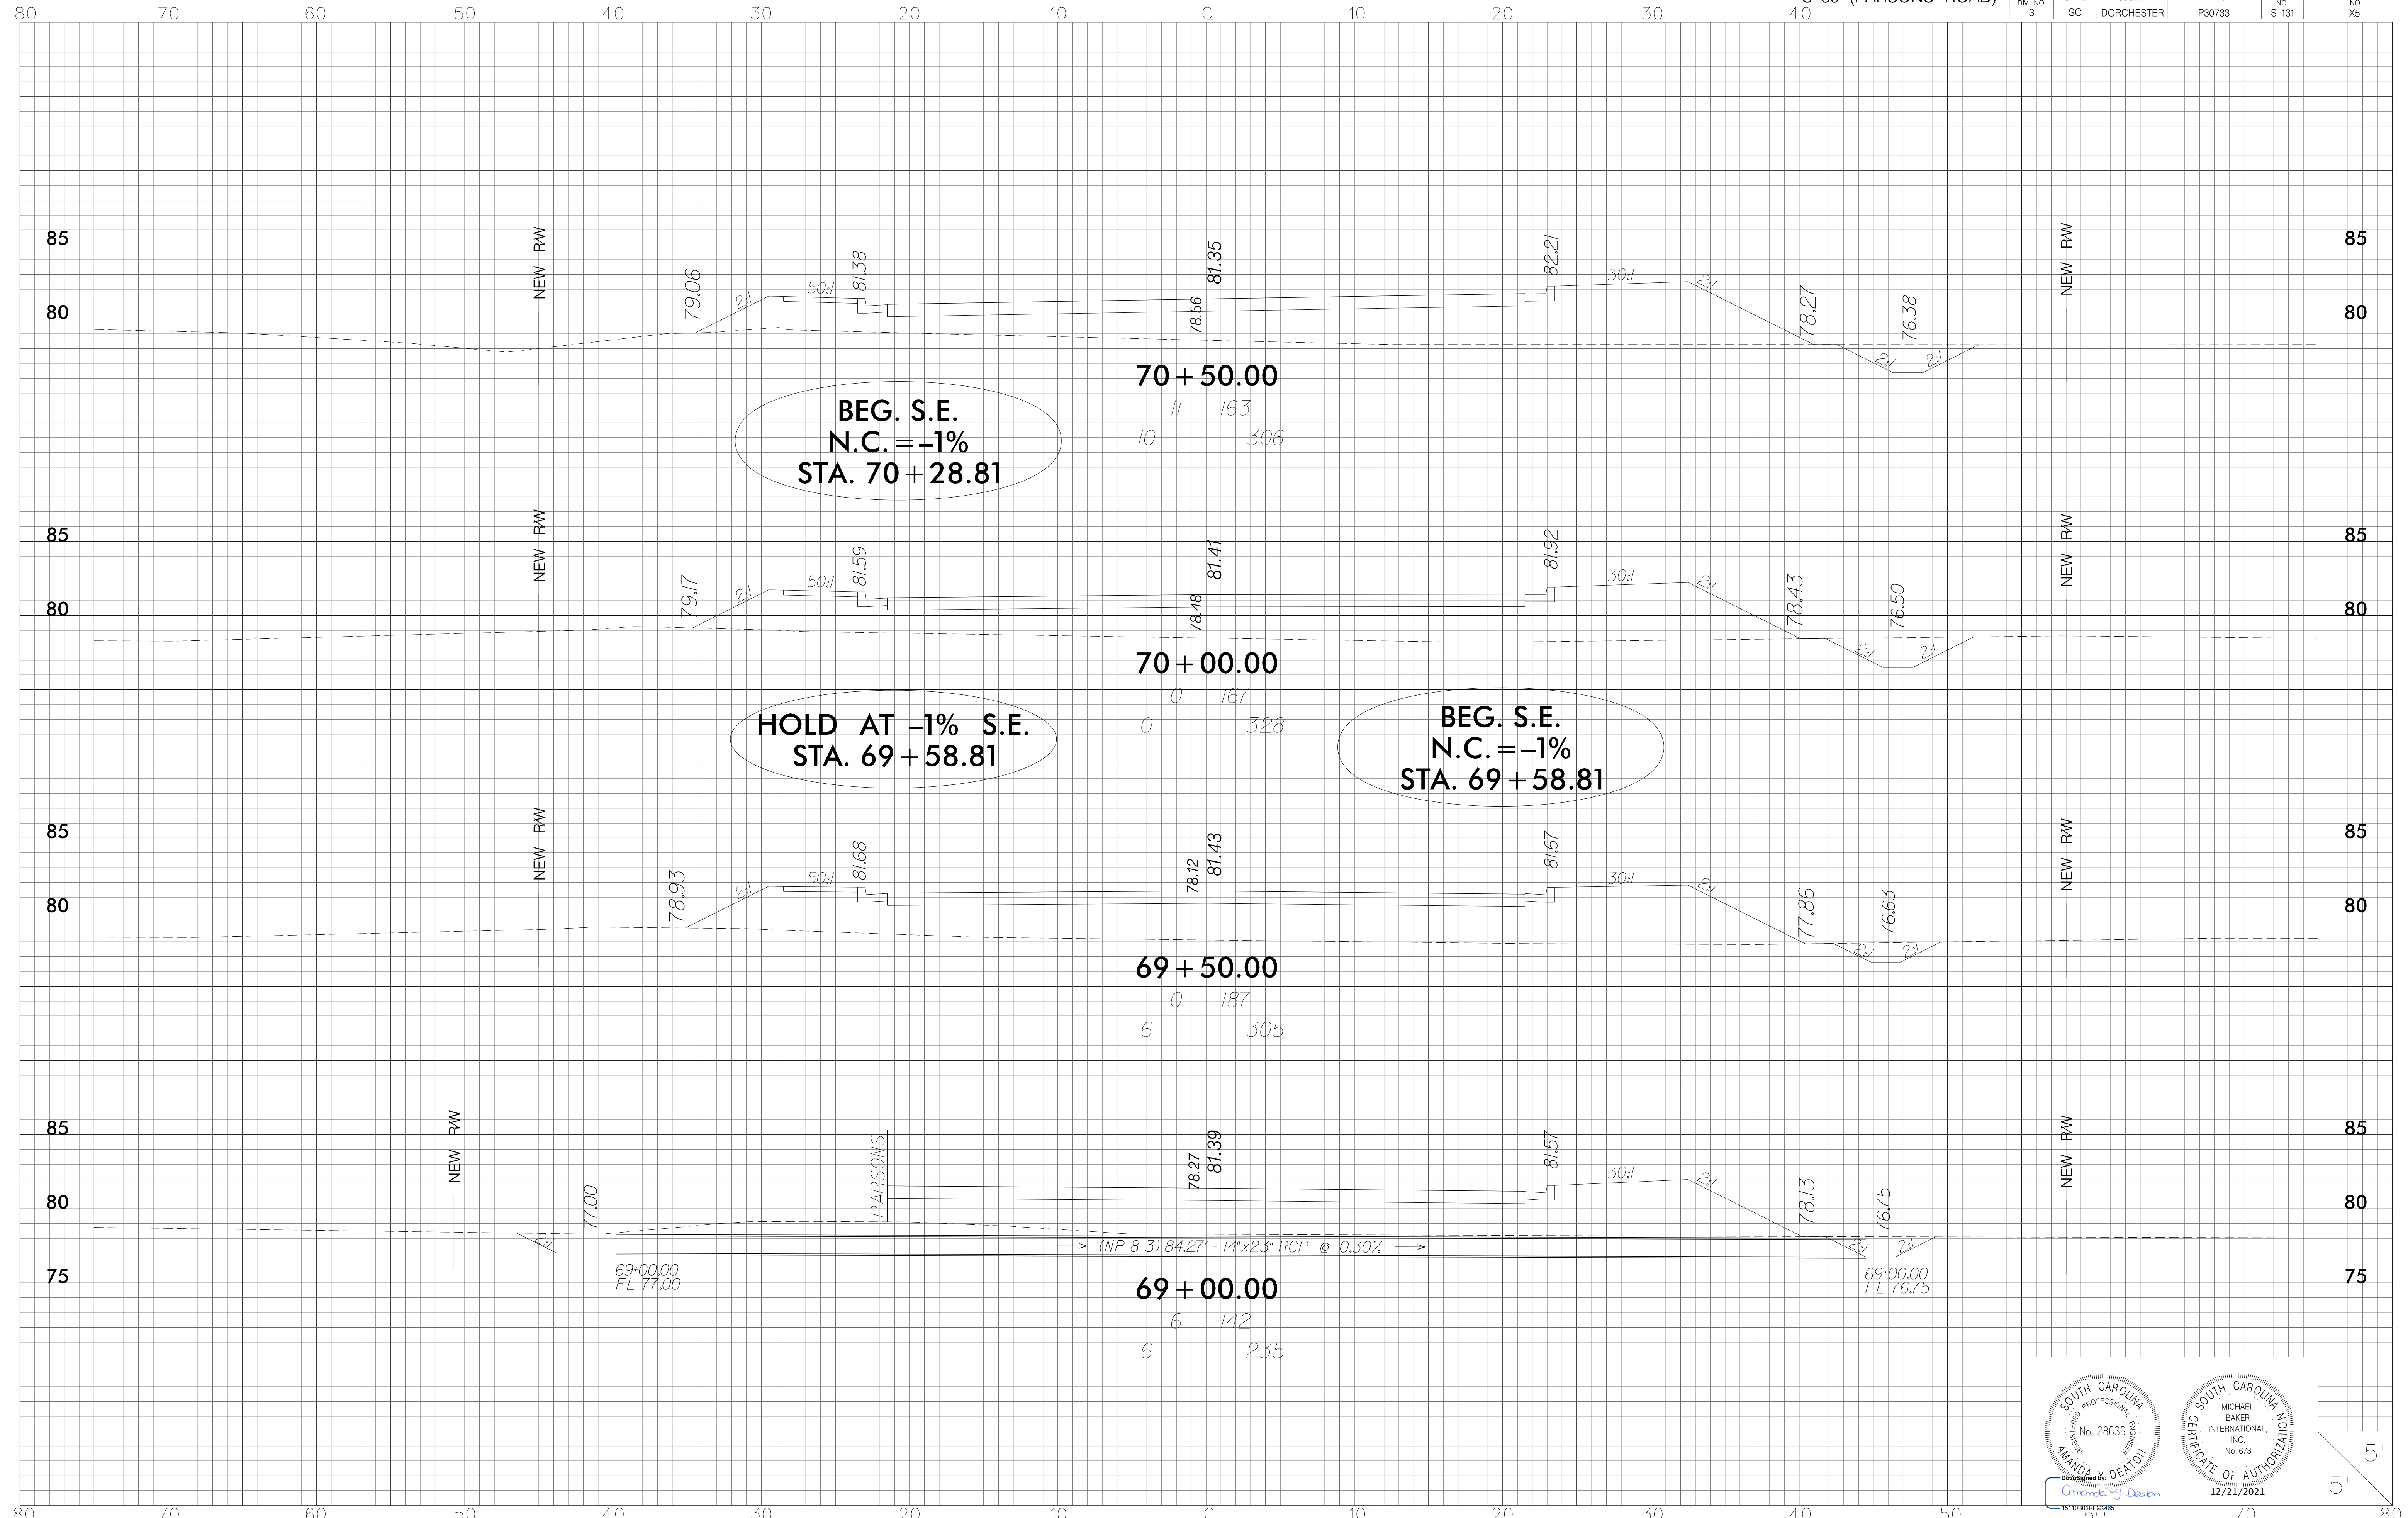 80 70 60 50 40 30 20 10 ℄ 10 20 30 40
(PARSONS ROAD)
DIV. NO. NO. NO.
3 SC DORCHESTER P30733 S-131 X5
85 NEW R/W 79.06 2:1 50:1 81.38 78.56 81.35 82.21 30:1 2:1 78.27 76.38 2:1 2:1 NEW R/W 85
80 80
70+50.00
11 163
10 306
BEG. S.E.
N.C.=-1%
STA. 70+28.81
85 NEW R/W 79.17 2:1 50:1 81.59 78.48 81.41 81.92 30:1 2:1 78.43 76.50 2:1 2:1 NEW R/W 85
80 80
70+00.00
0 167
0 328
HOLD AT -1% S.E.
STA. 69+58.81
BEG. S.E.
N.C.=-1%
STA. 69+58.81
85 NEW R/W 78.93 2:1 50:1 81.68 78.12 81.43 81.67 30:1 2:1 77.86 76.63 2:1 2:1 NEW R/W 85
80 80
69+50.00
0 187
6 305
85 NEW R/W 77.00 2:1 PARSONS 78.27 81.39 81.57 30:1 2:1 78.13 76.75 2:1 2:1 NEW R/W 85
80 80
(NP-8-3) 84.27' - 14"x23" RCP @ 0.30%
75 75
69+00.00
FL 77.00
69+00.00
FL 76.75
69+00.00
6 142
6 235
SOUTH CAROLINA
REGISTERED PROFESSIONAL ENGINEER
No. 28636
AMANDA Y DEATON
SOUTH CAROLINA
MICHAEL
BAKER
INTERNATIONAL,
INC.
No. 673
CERTIFICATE OF AUTHORIZATION
DocuSigned by:
Amanda Y. Deaton
12/21/2021
5'
5'
80 70 60 50 40 30 20 10 ℄ 10 20 30 40 50 60 70 80